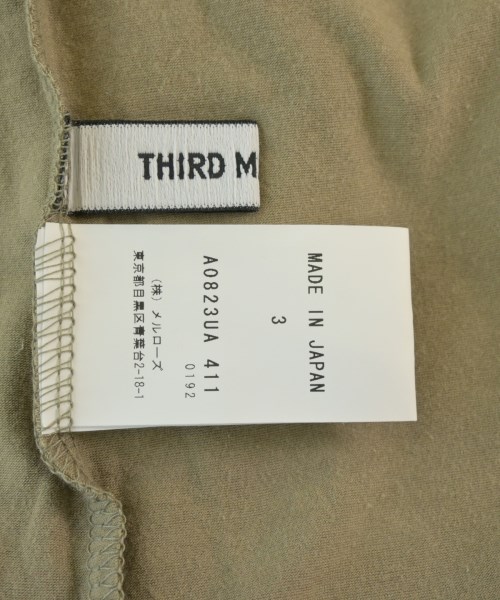 THIRD M
MADE IN JAPAN
3
A0823UA 411
0192
(株) メルローズ
東京都目黒区青葉台2-18-1